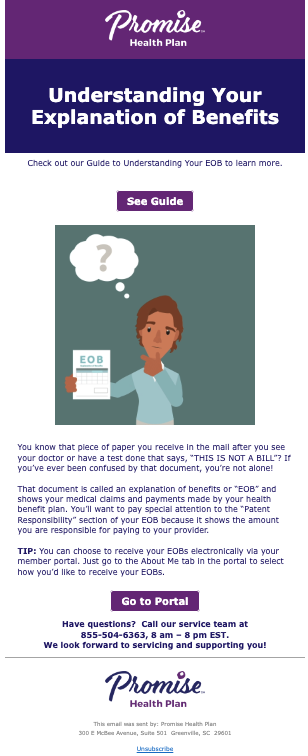 Promise
Health Plan
Understanding Your
Explanation of Benefits
Check out our Guide to Understanding Your EOB to learn more.
See Guide
?
EOB
You know that piece of paper you receive in the mail after you see
your doctor or have a test done that says, “THIS IS NOT A BILL”? If
you’ve ever been confused by that document, you’re not alone!
That document is called an explanation of benefits or “EOB” and
shows your medical claims and payments made by your health
benefit plan. You’ll want to pay special attention to the “Patent
Responsibility” section of your EOB because it shows the amount
you are responsible for paying to your provider.
TIP: You can choose to receive your EOBs electronically via your
member portal. Just go to the About Me tab in the portal to select
how you’d like to receive your EOBs.
Go to Portal
Have questions? Call our service team at
855-504-6363, 8 am – 8 pm EST.
We look forward to servicing and supporting you!
Promise
Health Plan
This email was sent by: Promise Health Plan
300 E McBee Avenue, Suite 501 Greenville, SC 29601
Unsubscribe